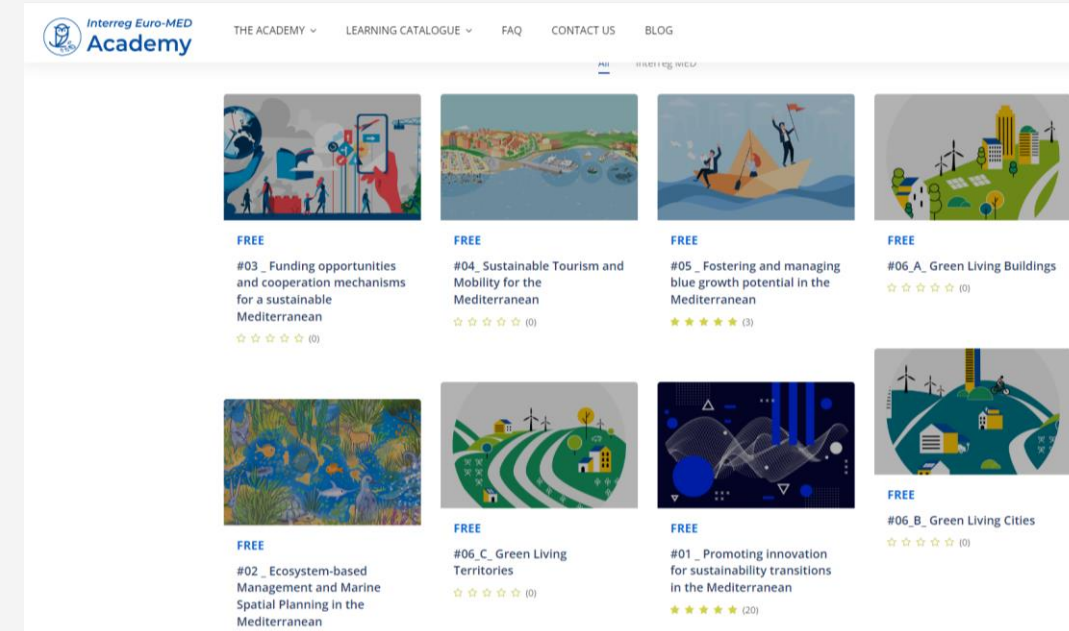 Interreg Euro-MED
Academy
THE ACADEMY
LEARNING CATALOGUE
FAQ
CONTACT US
BLOG
All
Interreg MED
FREE
#03 _ Funding opportunities
and cooperation mechanisms
for a sustainable
Mediterranean
(0)
FREE
#04_ Sustainable Tourism and
Mobility for the
Mediterranean
(0)
FREE
#05 _ Fostering and managing
blue growth potential in the
Mediterranean
(3)
FREE
#06_A_ Green Living Buildings
(0)
FREE
#02 _ Ecosystem-based
Management and Marine
Spatial Planning in the
Mediterranean
FREE
#06_C_ Green Living
Territories
(0)
FREE
#01 _ Promoting innovation
for sustainability transitions
in the Mediterranean
(20)
FREE
#06_B_ Green Living Cities
(0)